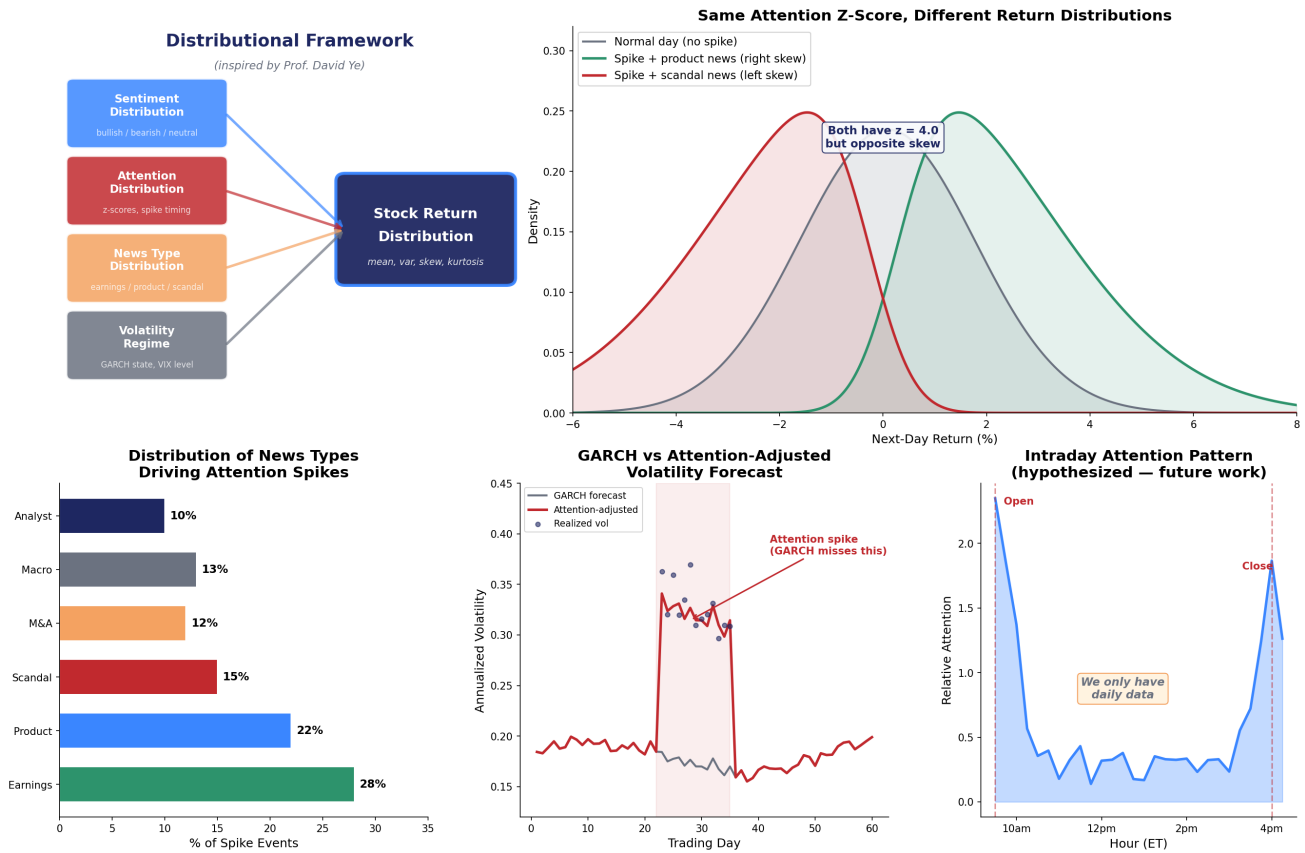 Distributional Framework
(inspired by Prof. David Ye)
Sentiment
Distribution
bullish / bearish / neutral
Attention
Distribution
z-scores, spike timing
News Type
Distribution
earnings / product / scandal
Volatility
Regime
GARCH state, VIX level
Stock Return
Distribution
mean, var, skew, kurtosis
Same Attention Z-Score, Different Return Distributions
Normal day (no spike)
Spike + product news (right skew)
Spike + scandal news (left skew)
Both have z = 4.0
but opposite skew
Density
0.30
0.25
0.20
0.15
0.10
0.05
0.00
−6 −4 −2 0 2 4 6 8
Next-Day Return (%)
Distribution of News Types
Driving Attention Spikes
Analyst 10%
Macro 13%
M&A 12%
Scandal 15%
Product 22%
Earnings 28%
0 5 10 15 20 25 30 35
% of Spike Events
GARCH vs Attention-Adjusted
Volatility Forecast
GARCH forecast
Attention-adjusted
Realized vol
Attention spike
(GARCH misses this)
Annualized Volatility
0.45
0.40
0.35
0.30
0.25
0.20
0.15
0 10 20 30 40 50 60
Trading Day
Intraday Attention Pattern
(hypothesized — future work)
Open
Close
We only have
daily data
Relative Attention
2.0
1.5
1.0
0.5
0.0
10am 12pm 2pm 4pm
Hour (ET)